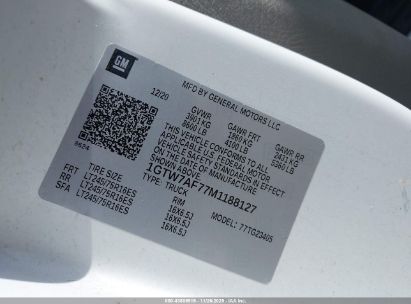 GM
12/20
MFD BY GENERAL MOTORS LLC
GVWR GAWR FRT GAWR RR
3901 KG 1860 KG 2431 KG
8600 LB 4100 LB 5360 LB
THIS VEHICLE CONFORMS TO ALL
APPLICABLE U.S. FEDERAL MOTOR
VEHICLE SAFETY STANDARDS IN EFFECT
ON THE DATE OF MANUFACTURE
SHOWN ABOVE
1GTW7AF77M1188127
TYPE: TRUCK MODEL: 77TG23405
TIRE SIZE RIM
FRT LT245/75R16ES 16X6.5J
RR LT245/75R16ES 16X6.5J
SFA LT245/75R16ES 16X6.5J